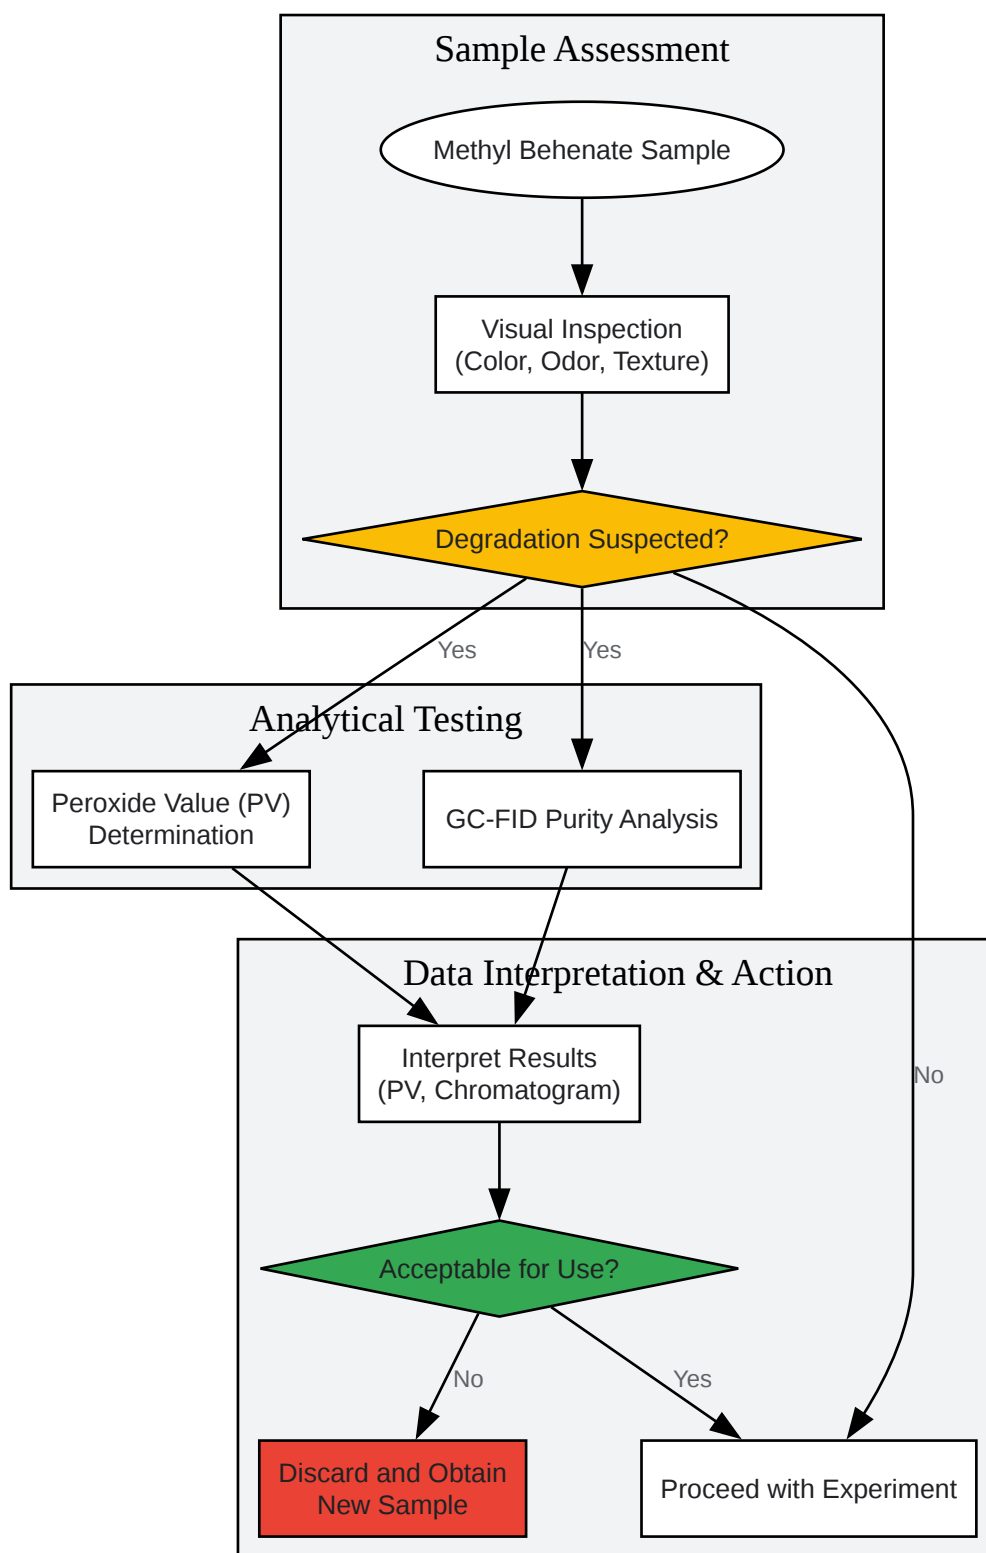 Sample Assessment
Methyl Behenate Sample
Visual Inspection
(Color, Odor, Texture)
Degradation Suspected?
Yes
Yes
Analytical Testing
Peroxide Value (PV)
Determination
GC-FID Purity Analysis
Data Interpretation & Action
Interpret Results
(PV, Chromatogram)
No
Acceptable for Use?
No
Yes
Discard and Obtain
New Sample
Proceed with Experiment